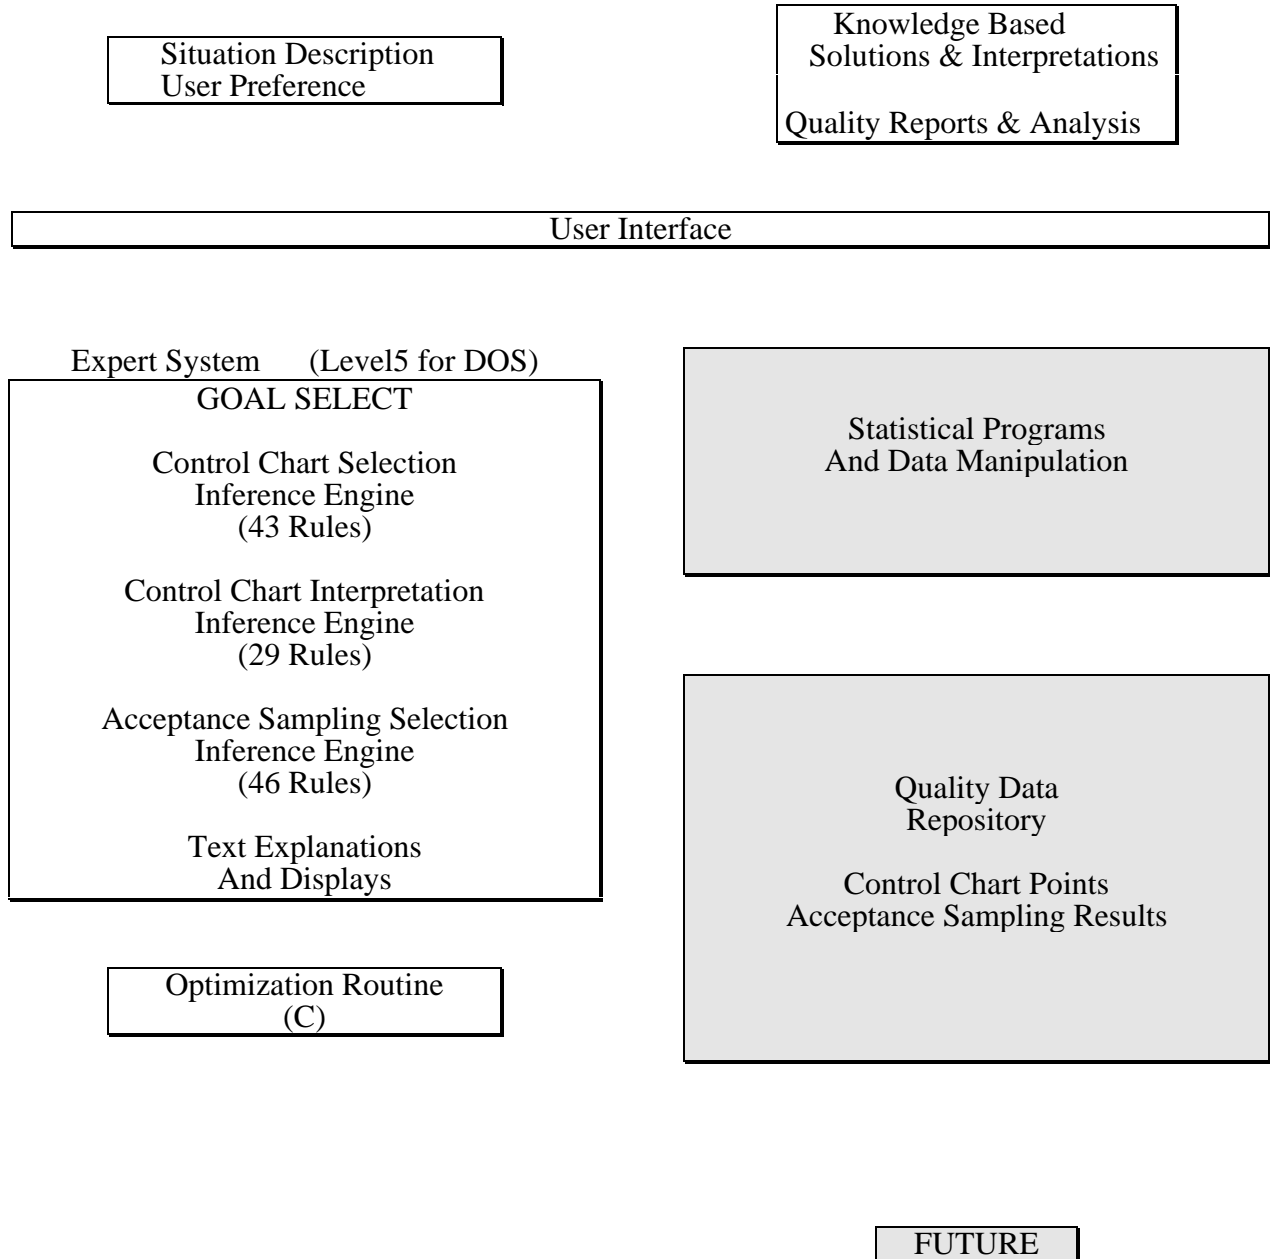 Situation Description
User Preference
Knowledge Based
Solutions & Interpretations
Quality Reports & Analysis
User Interface
Expert System (Level5 for DOS)
GOAL SELECT
Control Chart Selection
Inference Engine
(43 Rules)
Control Chart Interpretation
Inference Engine
(29 Rules)
Acceptance Sampling Selection
Inference Engine
(46 Rules)
Text Explanations
And Displays
Optimization Routine
(C)
Statistical Programs
And Data Manipulation
Quality Data
Repository
Control Chart Points
Acceptance Sampling Results
FUTURE